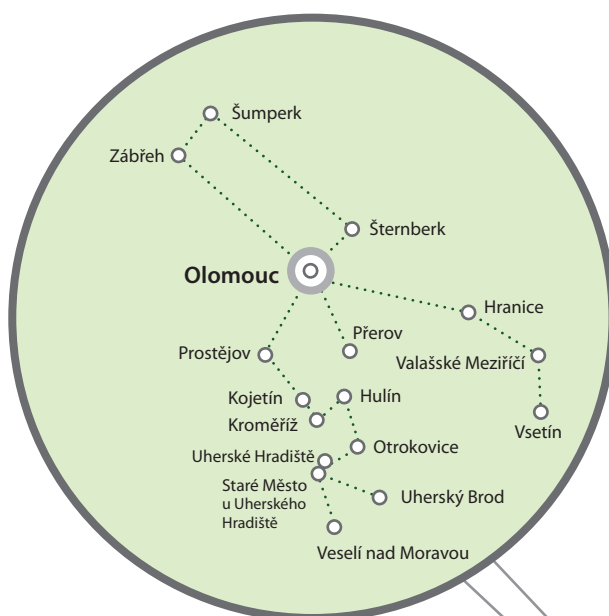 Šumperk
Zábřeh
Šternberk
Olomouc
Hranice
Přerov
Prostějov
Valašské Meziříčí
Kojetín
Hulín
Kroměříž
Vsetín
Otrokovice
Uherské Hradiště
Staré Město
u Uherského
Hradiště
Uherský Brod
Veselí nad Moravou